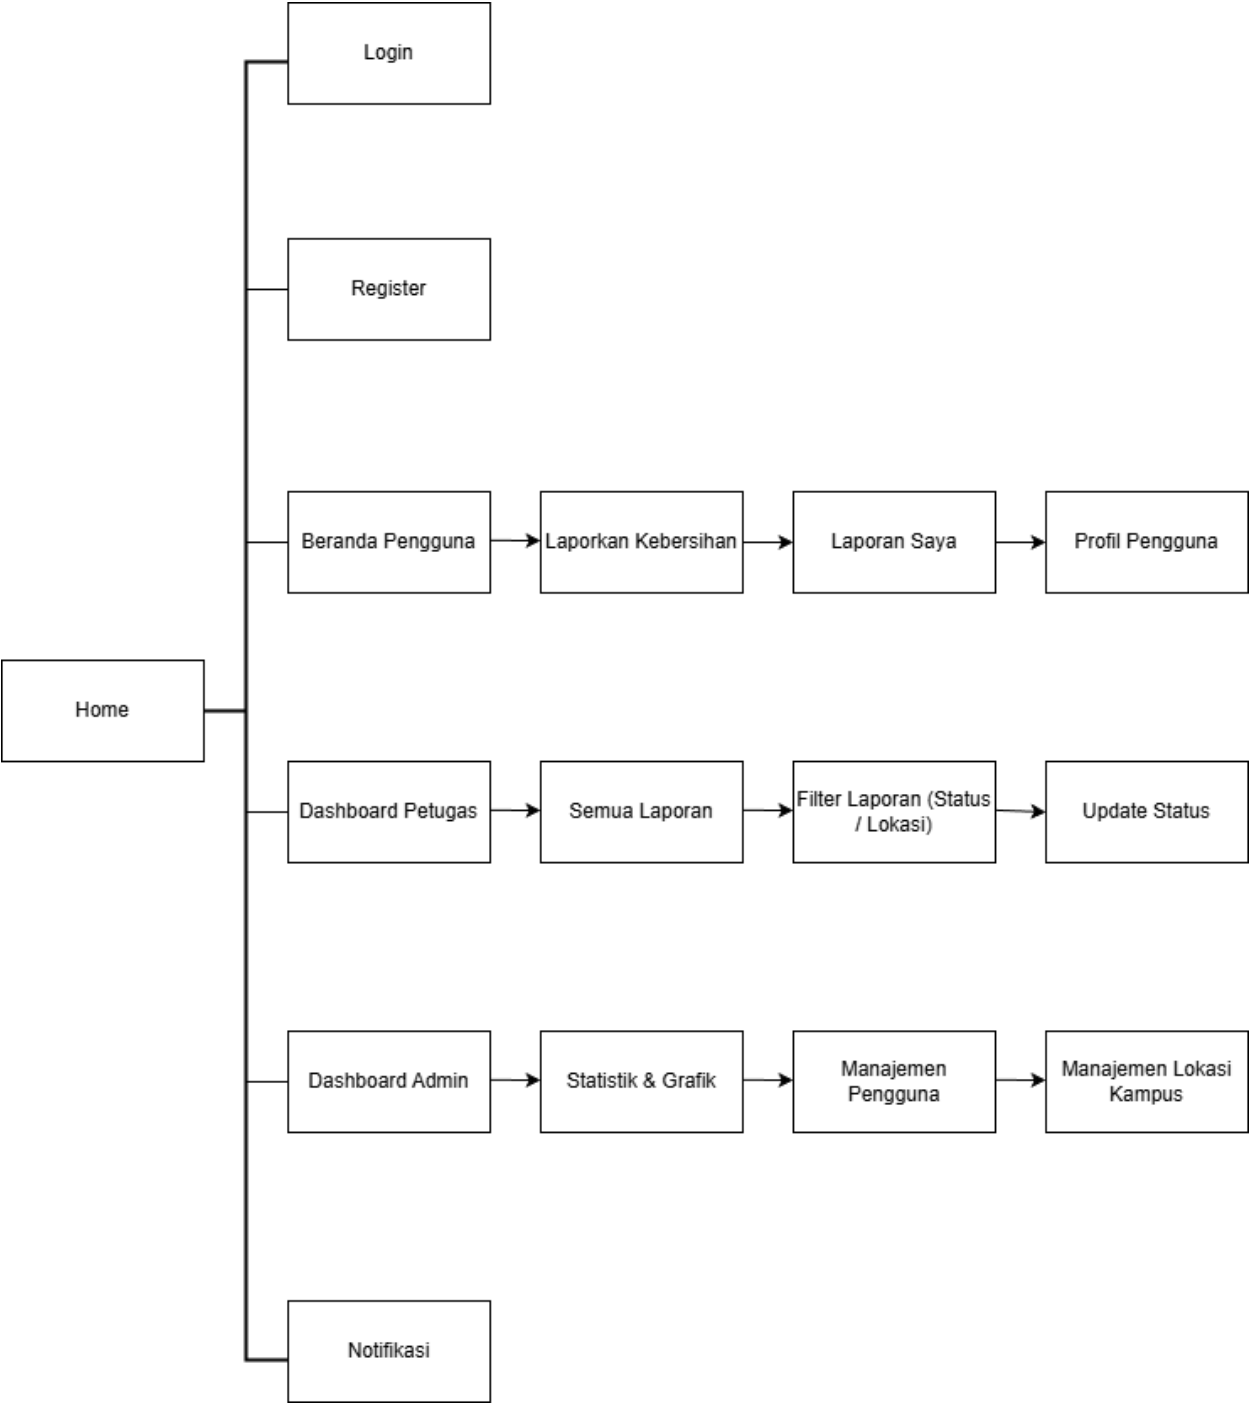 Login
Register
Beranda Pengguna
Laporkan Kebersihan
Laporan Saya
Profil Pengguna
Home
Dashboard Petugas
Semua Laporan
Filter Laporan (Status
/ Lokasi)
Update Status
Dashboard Admin
Statistik & Grafik
Manajemen
Pengguna
Manajemen Lokasi
Kampus
Notifikasi